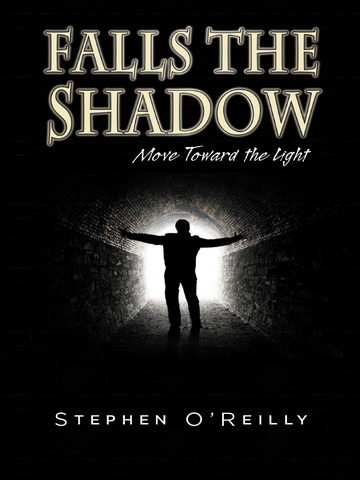 FALLS THE
SHADOW
Move Toward the Light
STEPHEN O'REILLY